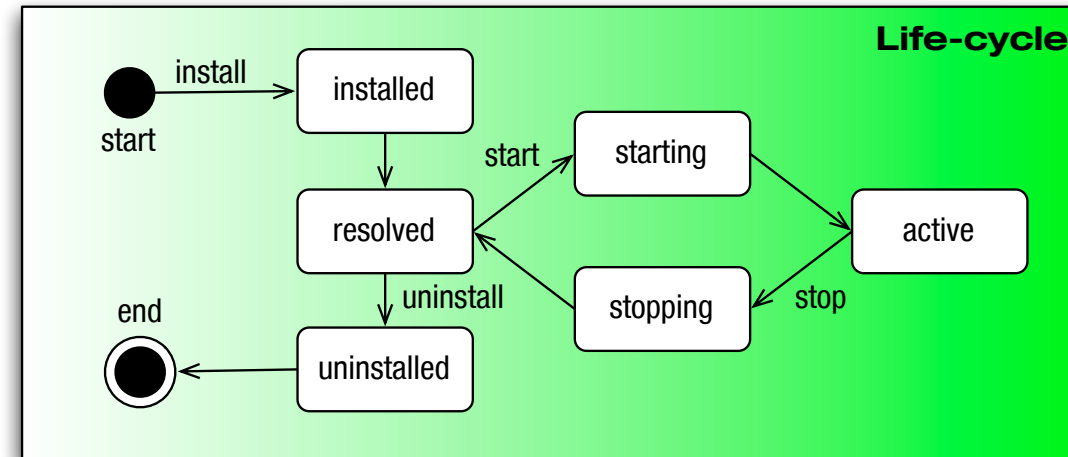 Life-cycle
install
installed
start
start
starting
resolved
active
uninstall
stopping
stop
end
uninstalled